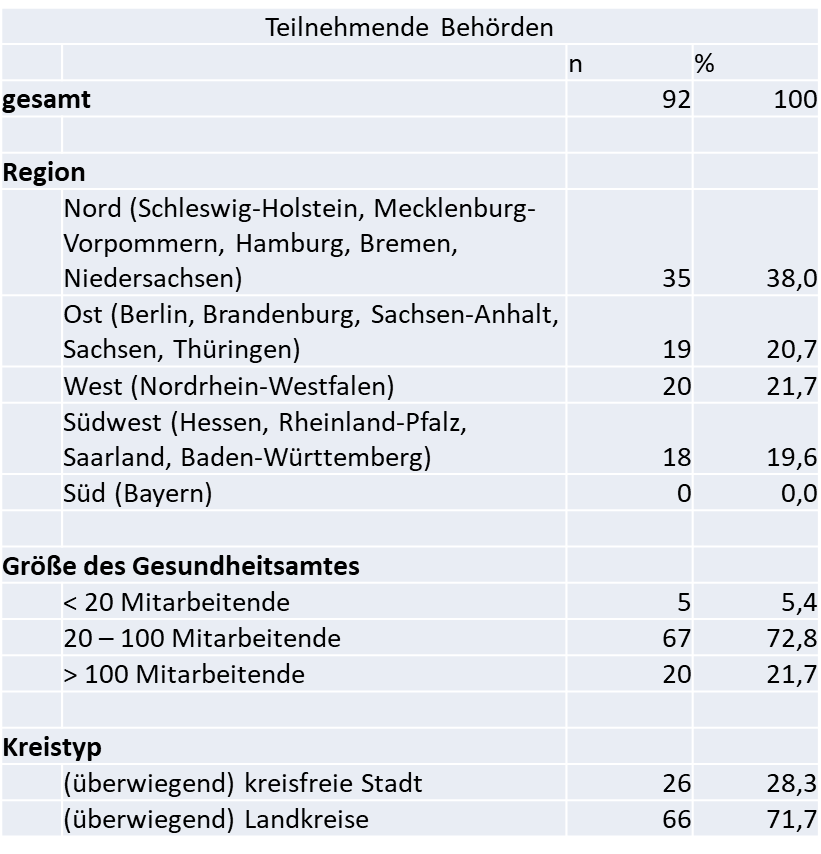 Teilnehmende Behörden
n %
gesamt 92 100
Region
Nord (Schleswig-Holstein, Mecklenburg-
Vorpommern, Hamburg, Bremen,
Niedersachsen) 35 38,0
Ost (Berlin, Brandenburg, Sachsen-Anhalt,
Sachsen, Thüringen) 19 20,7
West (Nordrhein-Westfalen) 20 21,7
Südwest (Hessen, Rheinland-Pfalz,
Saarland, Baden-Württemberg) 18 19,6
Süd (Bayern) 0 0,0
Größe des Gesundheitsamtes
< 20 Mitarbeitende 5 5,4
20 – 100 Mitarbeitende 67 72,8
> 100 Mitarbeitende 20 21,7
Kreistyp
(überwiegend) kreisfreie Stadt 26 28,3
(überwiegend) Landkreise 66 71,7